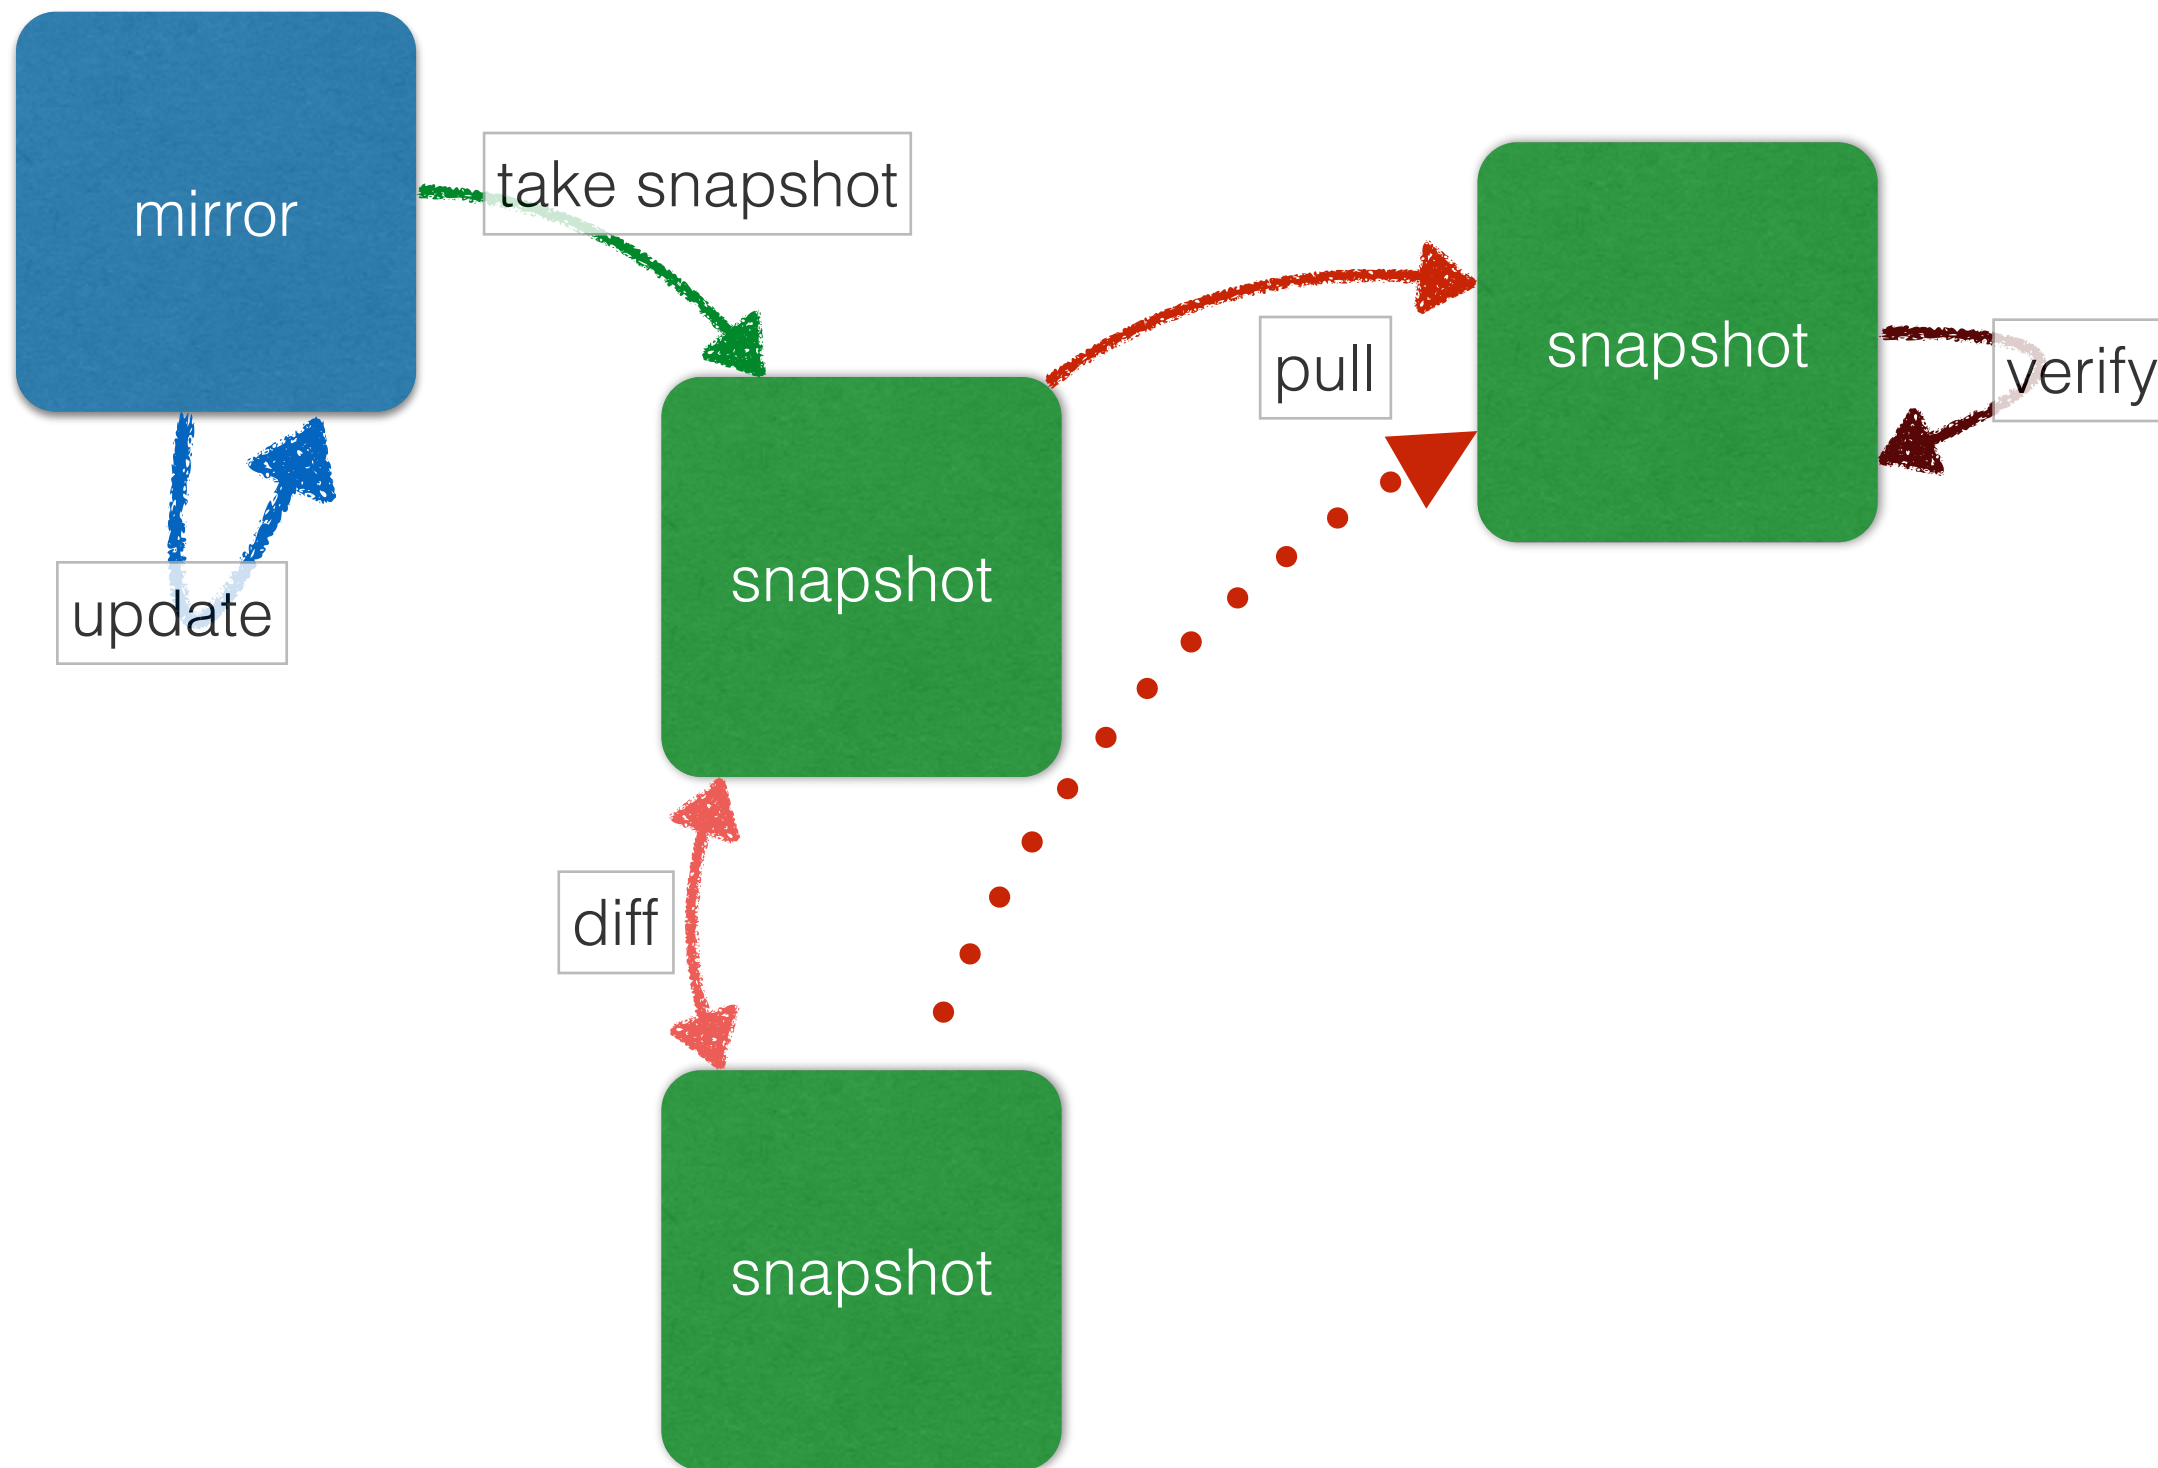 mirror
take snapshot
snapshot
pull
verify
snapshot
update
diff
snapshot